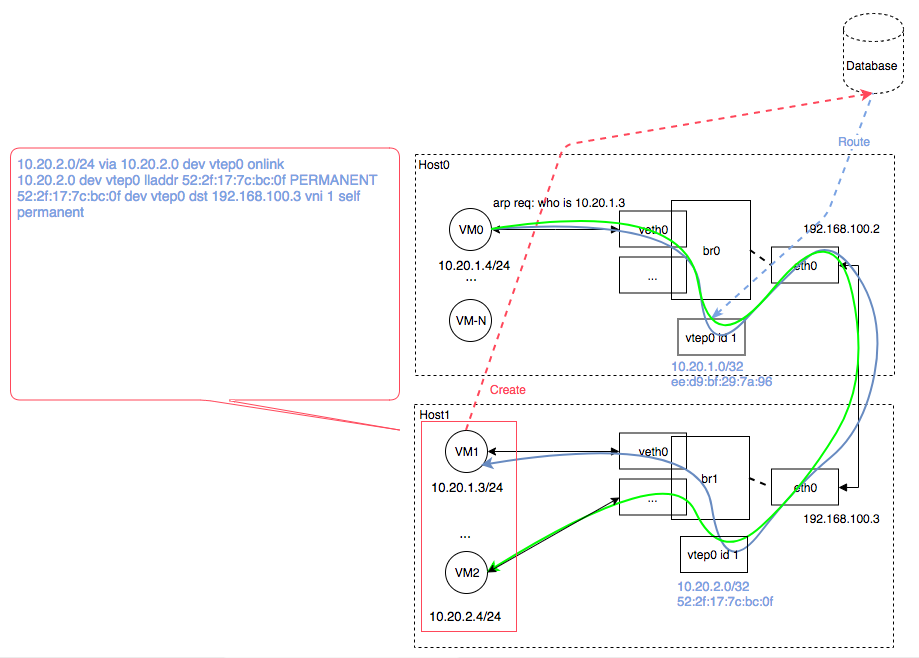 Database
Route
10.20.2.0/24 via 10.20.2.0 dev vtep0 onlink
10.20.2.0 dev vtep0 lladdr 52:2f:17:7c:bc:0f PERMANENT
52:2f:17:7c:bc:0f dev vtep0 dst 192.168.100.3 vni 1 self
permanent
Host0
arp req: who is 10.20.1.3
VM0
veth0
br0
192.168.100.2
eth0
10.20.1.4/24
...
...
VM-N
vtep0 id 1
10.20.1.0/32
ee:d9:bf:29:7a:96
Create
Host1
VM1
veth0
br1
10.20.1.3/24
...
eth0
192.168.100.3
...
vtep0 id 1
VM2
10.20.2.0/32
52:2f:17:7c:bc:0f
10.20.2.4/24